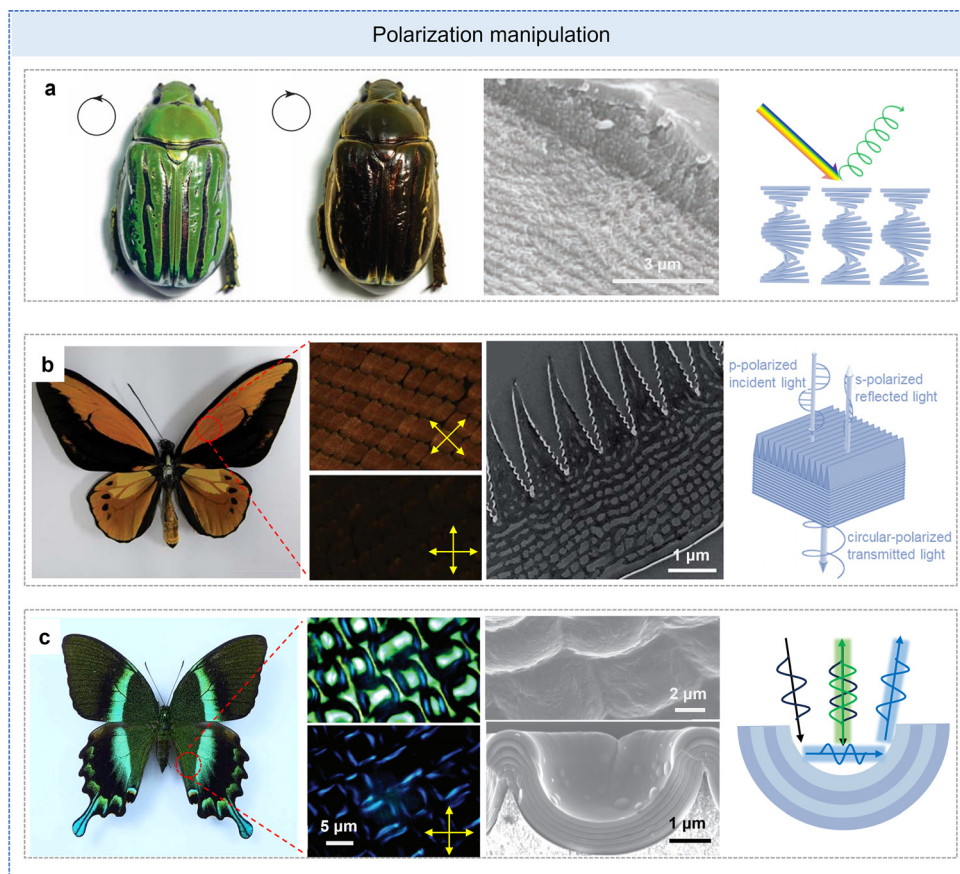 Polarization manipulation
a
3 μm
b
p-polarized
incident light
s-polarized
reflected light
circular-polarized
transmitted light
1 μm
c
5 μm
2 μm
1 μm